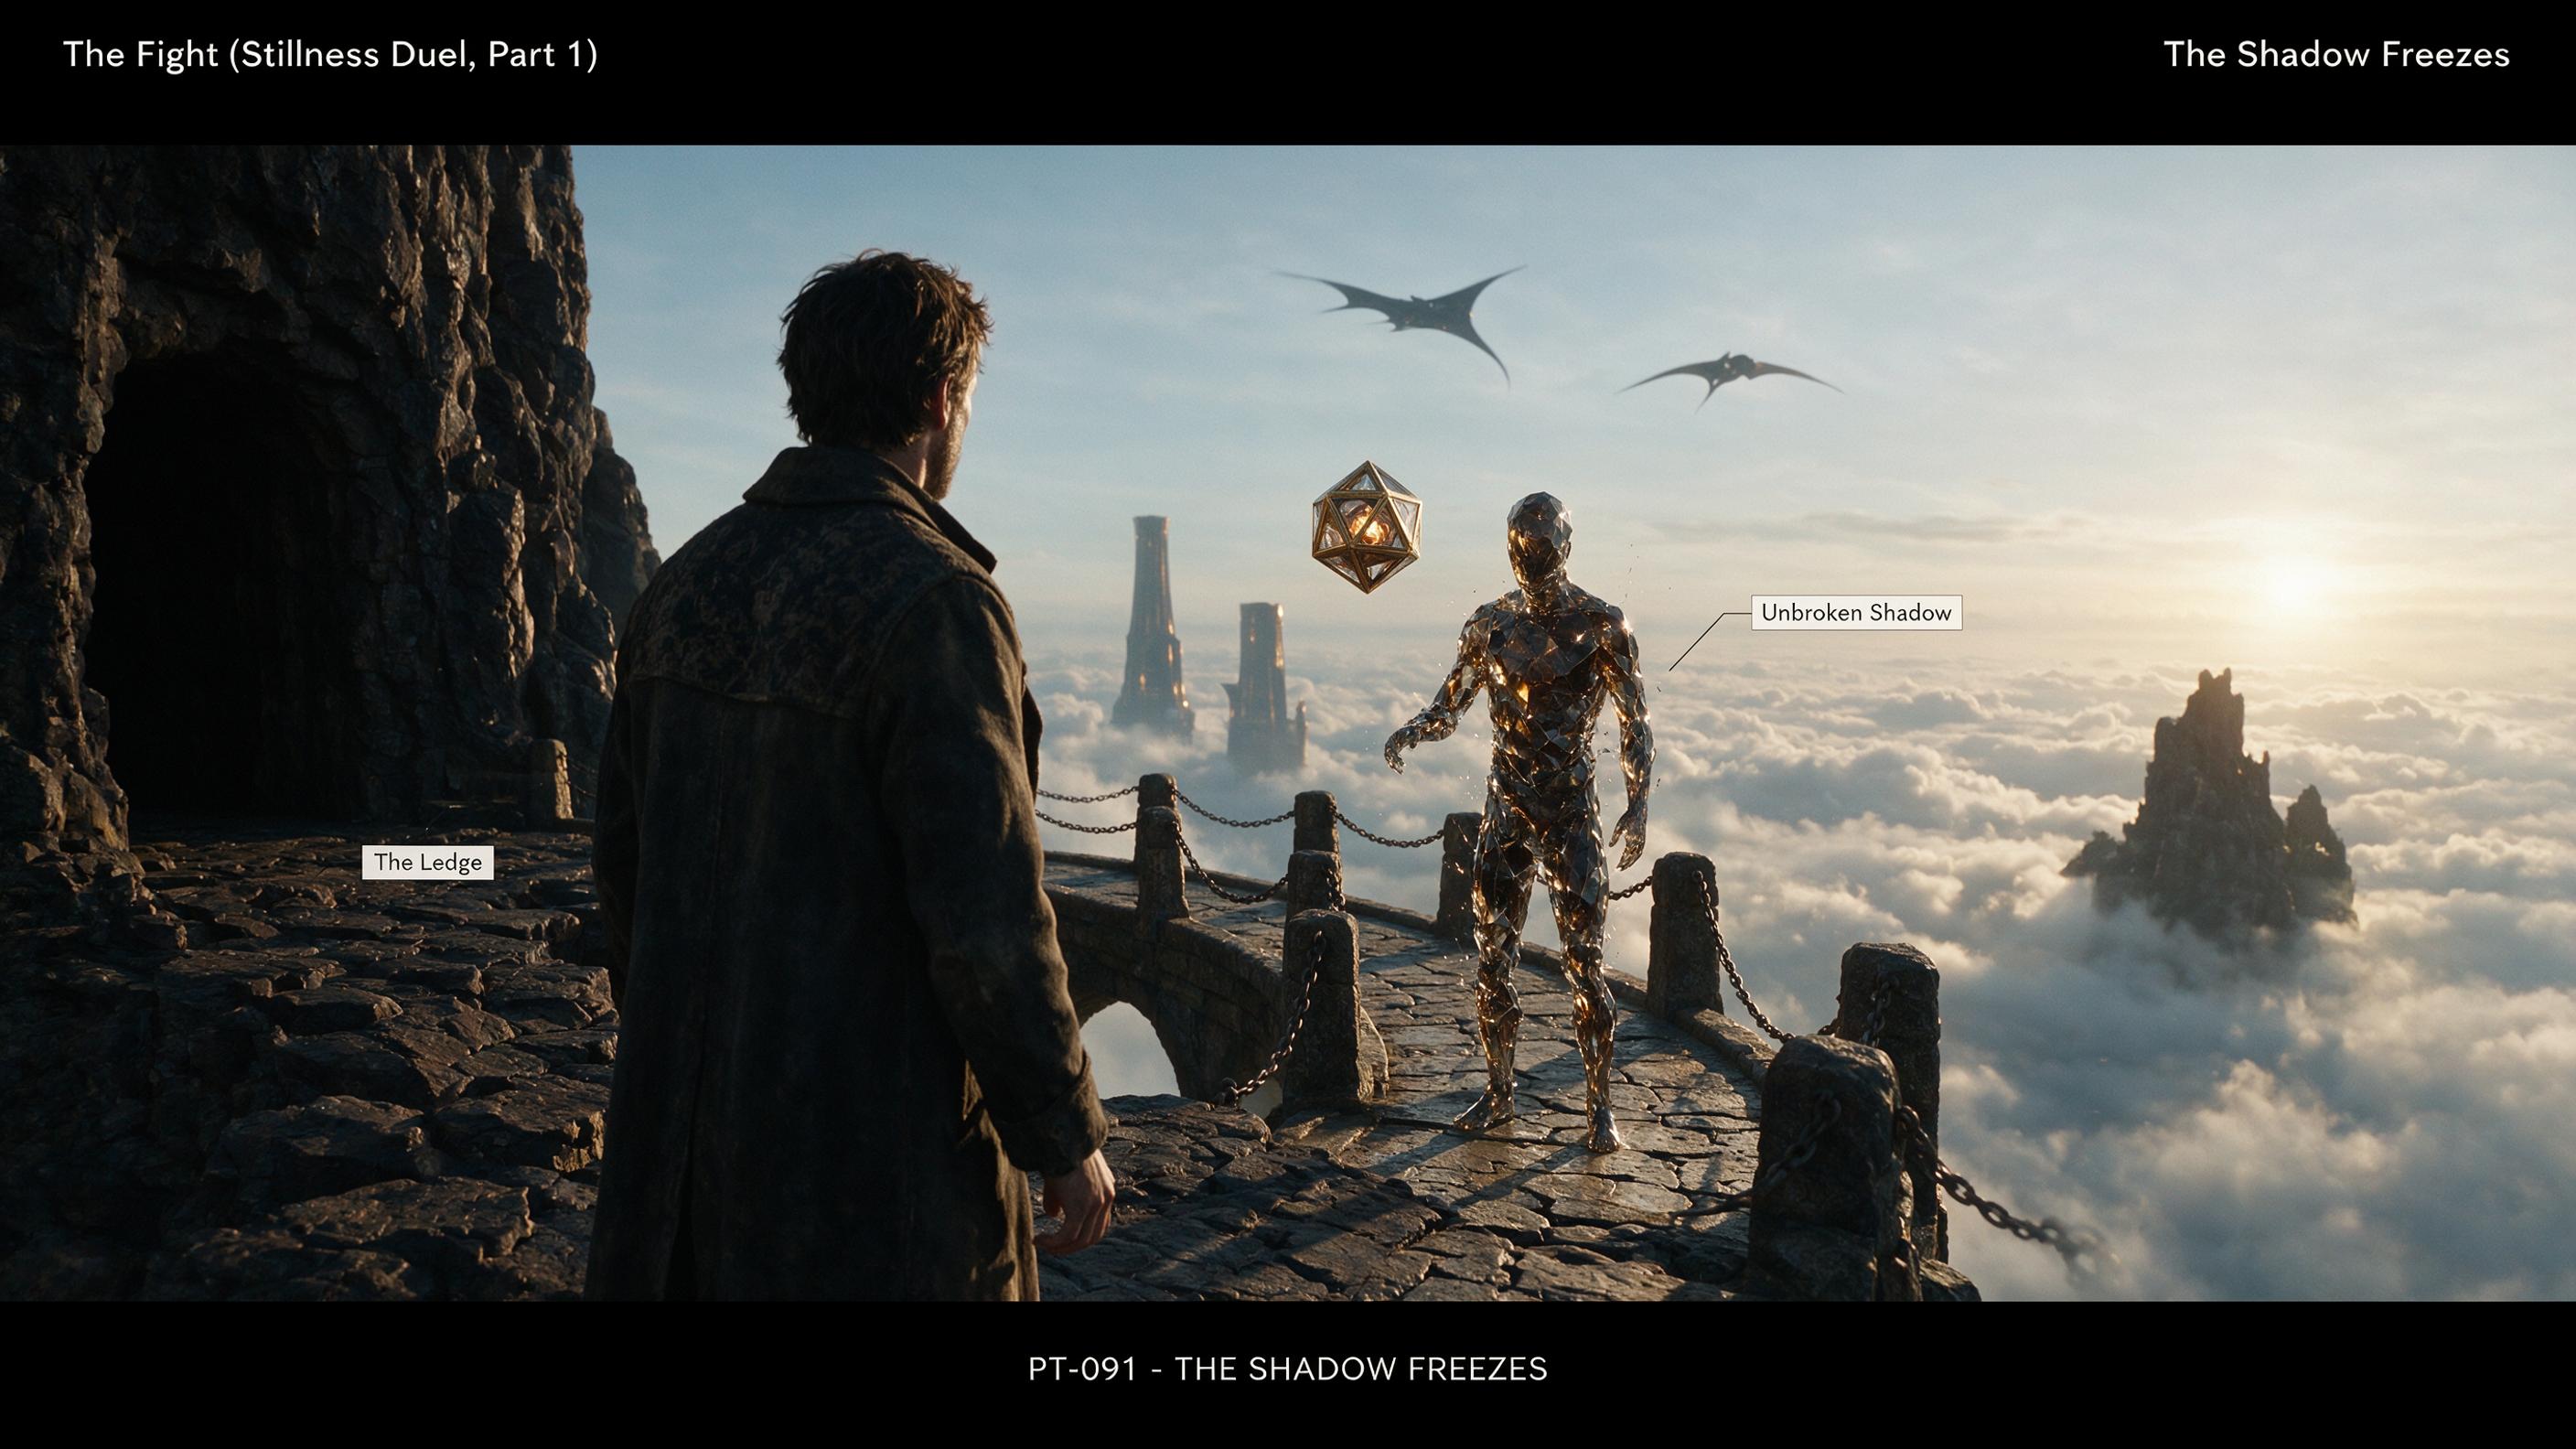 The Fight (Stillness Duel, Part 1)
The Shadow Freezes
Unbroken Shadow
The Ledge
PT-091 - THE SHADOW FREEZES